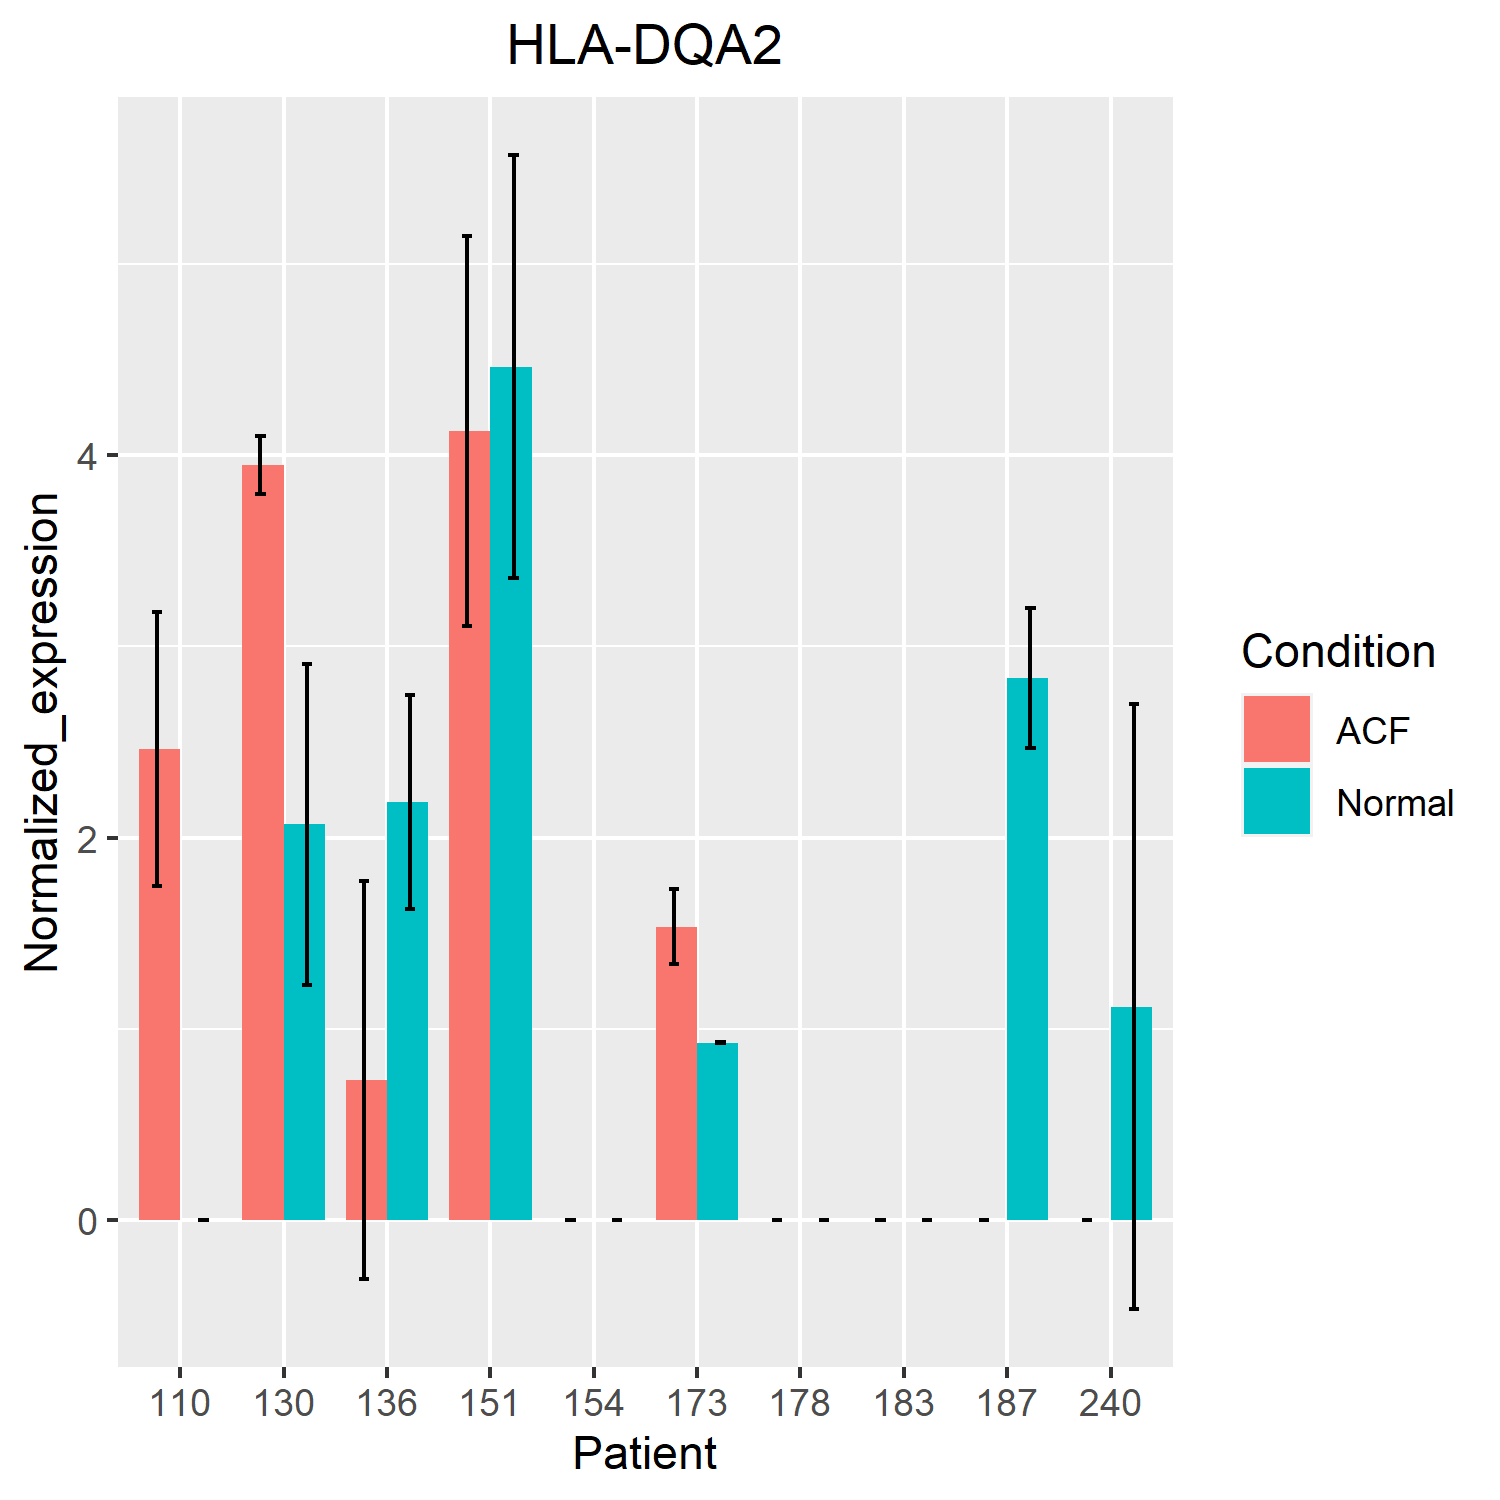 HLA-DQA2
Normalized_expression
4
2
0
110 130 136 151 154 173 178 183 187 240
Patient
Condition
ACF
Normal